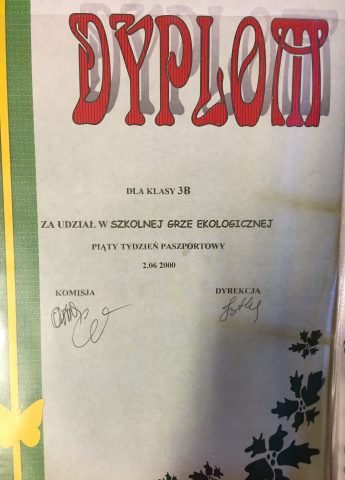 DYPLOM
DLA KLASY 3B
ZA UDZIAŁ W SZKOLNEJ GRZE EKOLOGICZNEJ
PIĄTY TYDZIEŃ PASZPORTOWY
2.06 2000
KOMISJA DYREKCJA